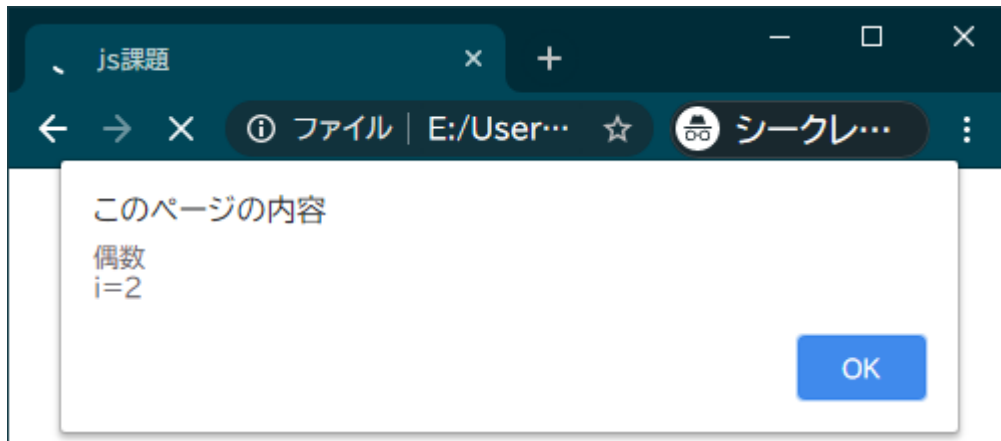 js課題
ファイル | E:/User… シークレ…
このページの内容
偶数
i=2
OK